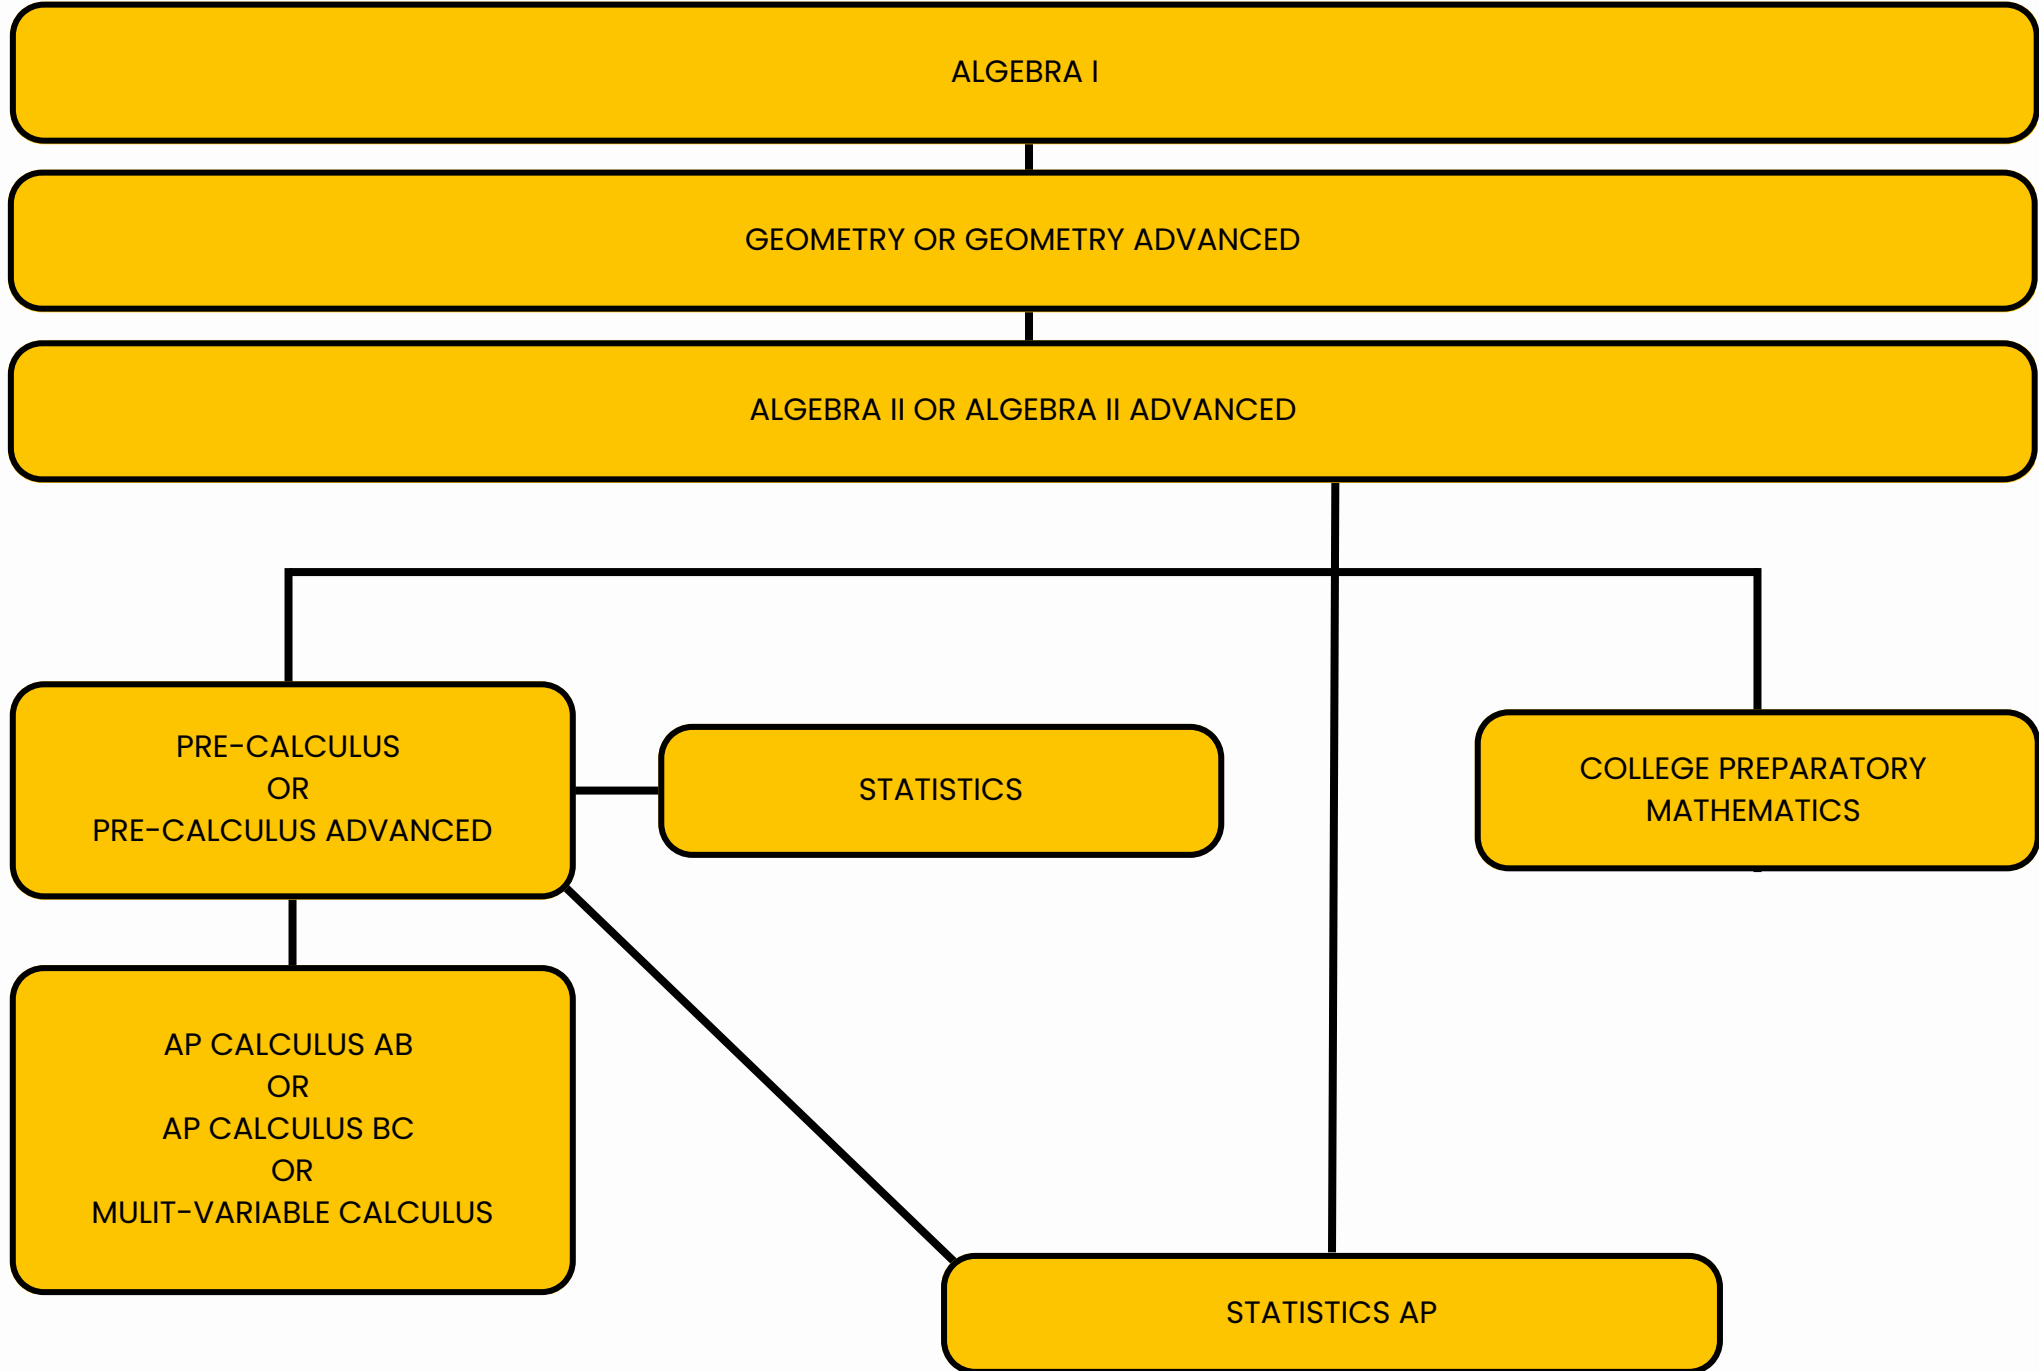 ALGEBRA I
GEOMETRY OR GEOMETRY ADVANCED
ALGEBRA II OR ALGEBRA II ADVANCED
PRE-CALCULUS
OR
PRE-CALCULUS ADVANCED
STATISTICS
COLLEGE PREPARATORY
MATHEMATICS
AP CALCULUS AB
OR
AP CALCULUS BC
OR
MULIT-VARIABLE CALCULUS
STATISTICS AP